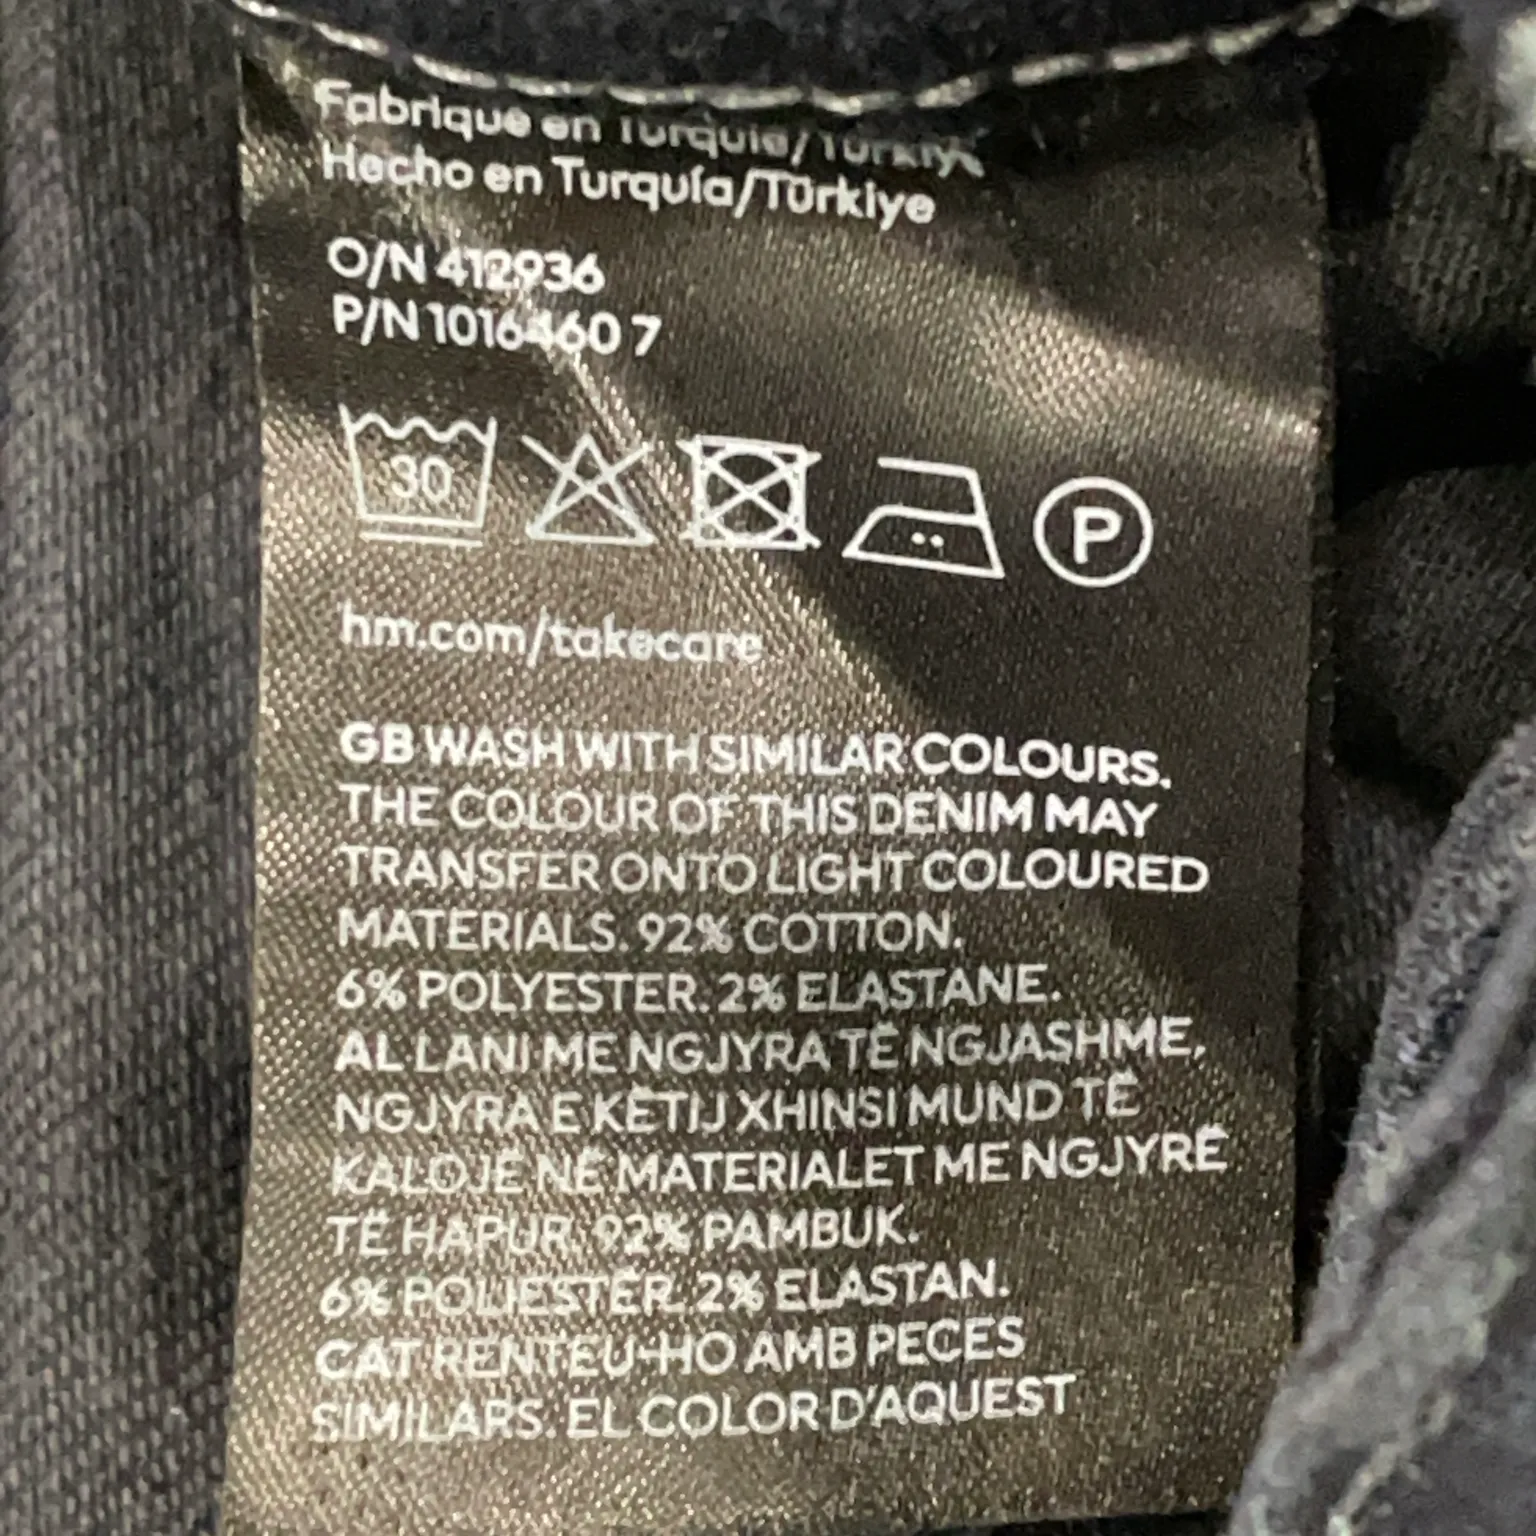 Fabriqué en Turquie/Türkiye
Hecho en Turquía/Türkiye
O/N 412936
P/N 1016460 7
30
P
hm.com/takecare
GB WASH WITH SIMILAR COLOURS.
THE COLOUR OF THIS DENIM MAY
TRANSFER ONTO LIGHT COLOURED
MATERIALS. 92% COTTON.
6% POLYESTER. 2% ELASTANE.
AL LANI ME NGJYRA TË NGJASHME.
NGJYRA E KËTIJ XHINSI MUND TË
KALOJË NË MATERIALET ME NGJYRË
TË HAPUR. 92% PAMBUK.
6% POLIESTËR. 2% ELASTAN.
CAT RENTEU-HO AMB PECES
SIMILARS. EL COLOR D'AQUEST